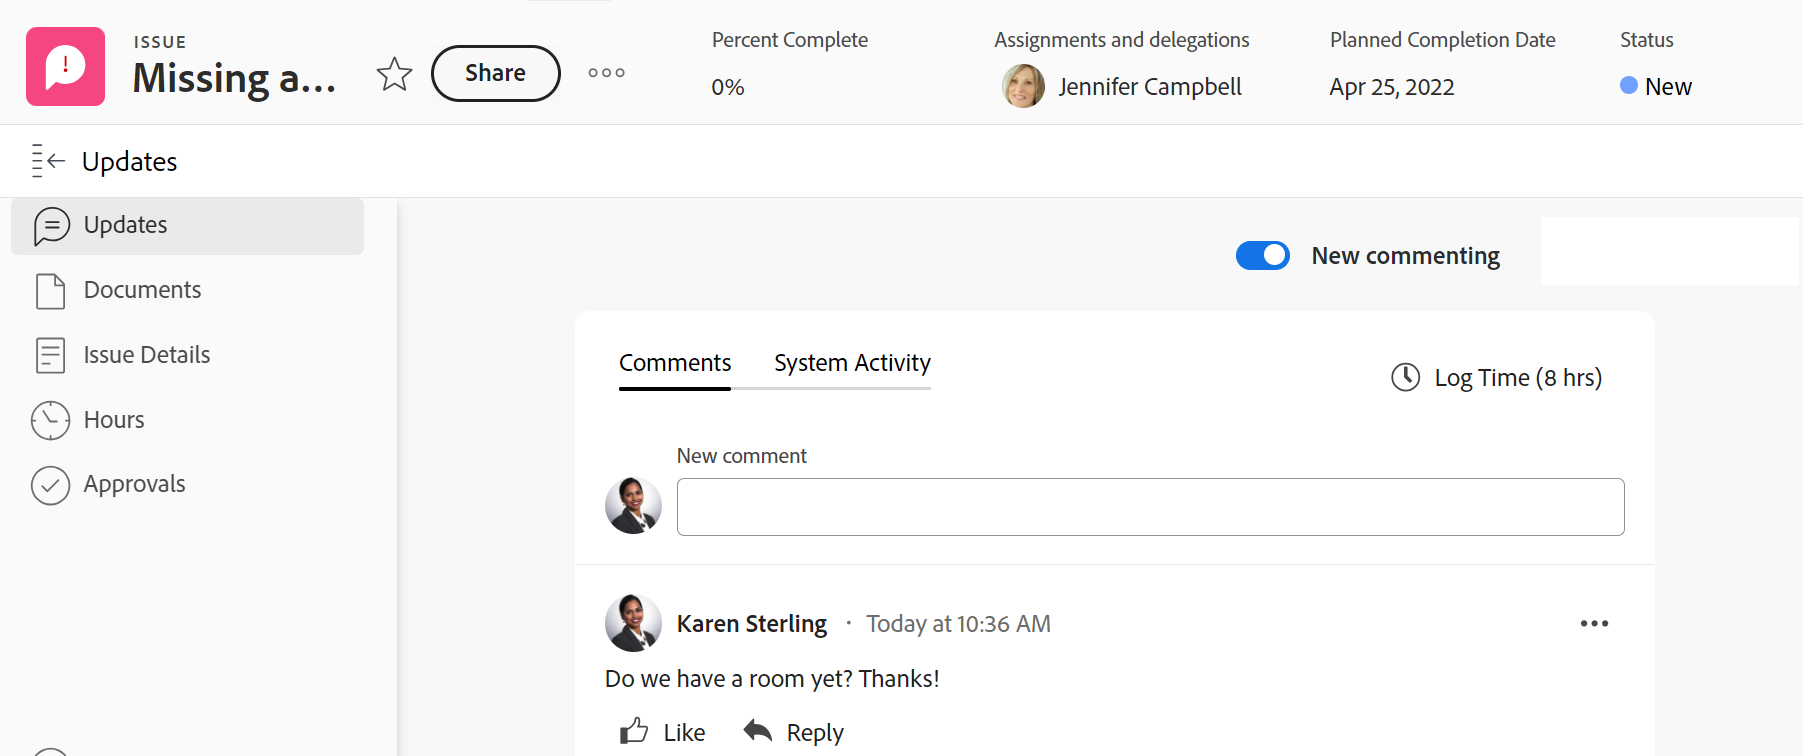 ISSUE
Missing a...
Share
Percent Complete
0%
Assignments and delegations
Jennifer Campbell
Planned Completion Date
Apr 25, 2022
Status
New
Updates
Updates
Documents
Issue Details
Hours
Approvals
New commenting
Comments
System Activity
Log Time (8 hrs)
New comment
Karen Sterling · Today at 10:36 AM
Do we have a room yet? Thanks!
Like
Reply